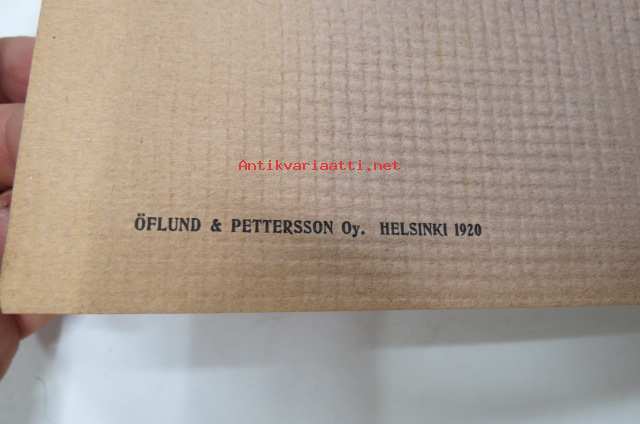 Antikvariaatti.net
ÖFLUND & PETTERSSON Oy. HELSINKI 1920